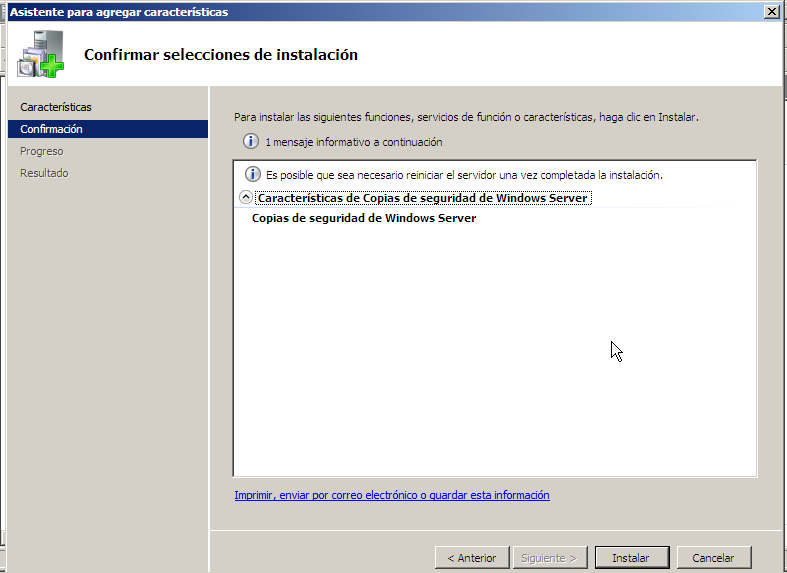 Asistente para agregar características
Confirmar selecciones de instalación
Características
Confirmación
Progreso
Resultado
Para instalar las siguientes funciones, servicios de función o características, haga clic en Instalar.
1 mensaje informativo a continuación
Es posible que sea necesario reiniciar el servidor una vez completada la instalación.
Características de Copias de seguridad de Windows Server
Copias de seguridad de Windows Server
Imprimir, enviar por correo electrónico o guardar esta información
< Anterior
Siguiente >
Instalar
Cancelar